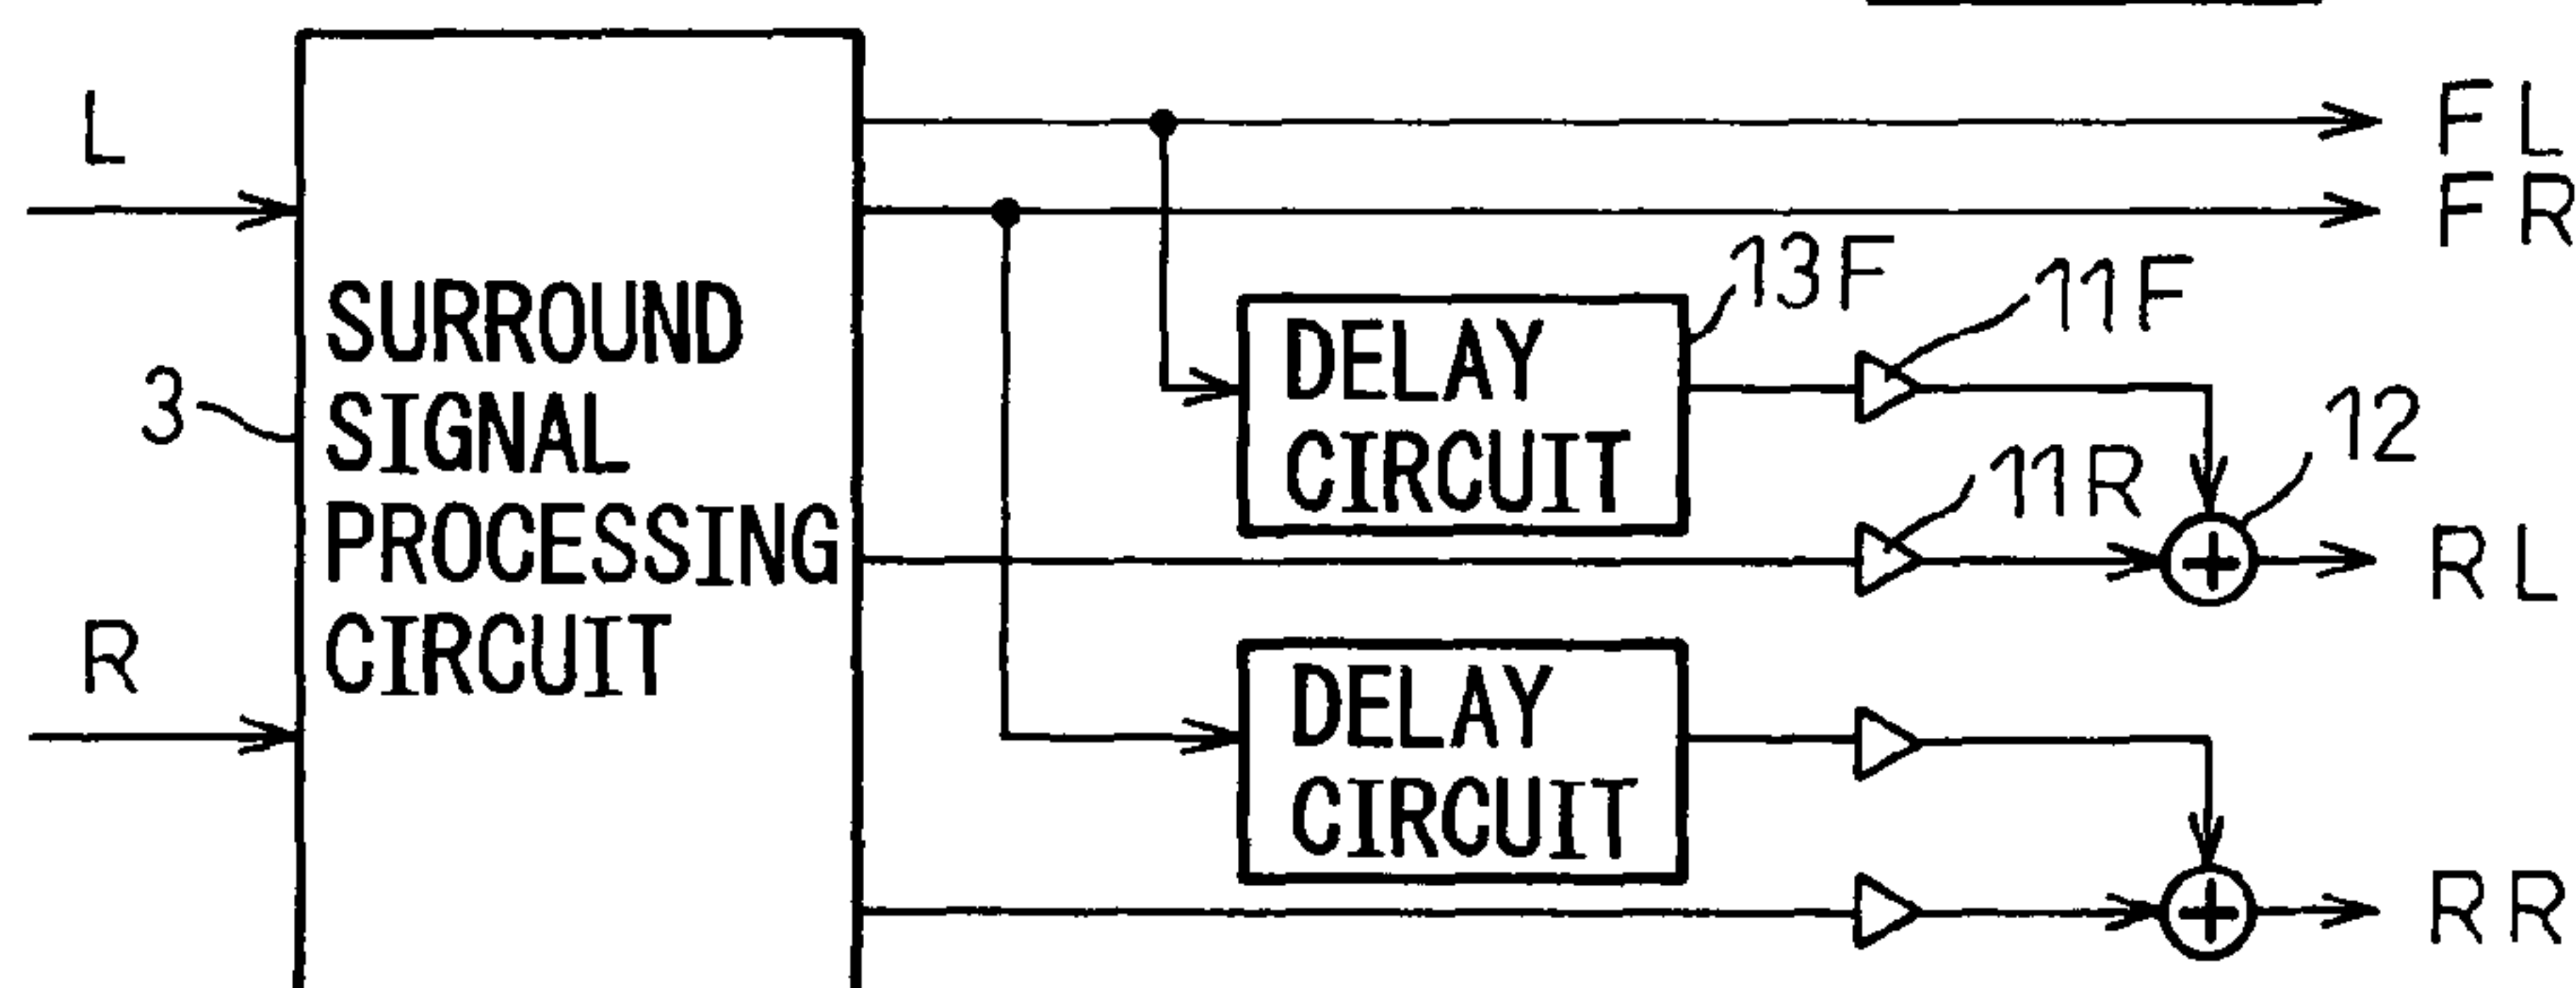 L
FL
FR
13F
11F
SURROUND
SIGNAL
PROCESSING
CIRCUIT
DELAY
CIRCUIT
3
12
11R
RL
R
DELAY
CIRCUIT
RR